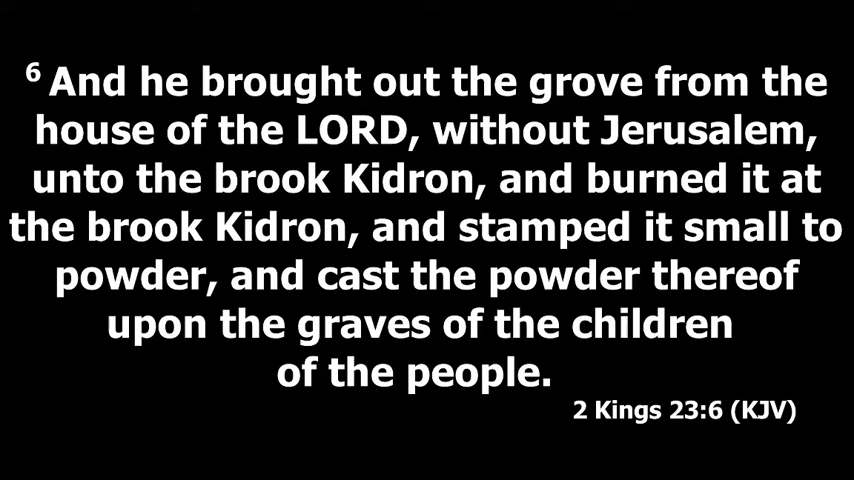 6 And he brought out the grove from the
house of the LORD, without Jerusalem,
unto the brook Kidron, and burned it at
the brook Kidron, and stamped it small to
powder, and cast the powder thereof
upon the graves of the children
of the people.
2 Kings 23:6 (KJV)